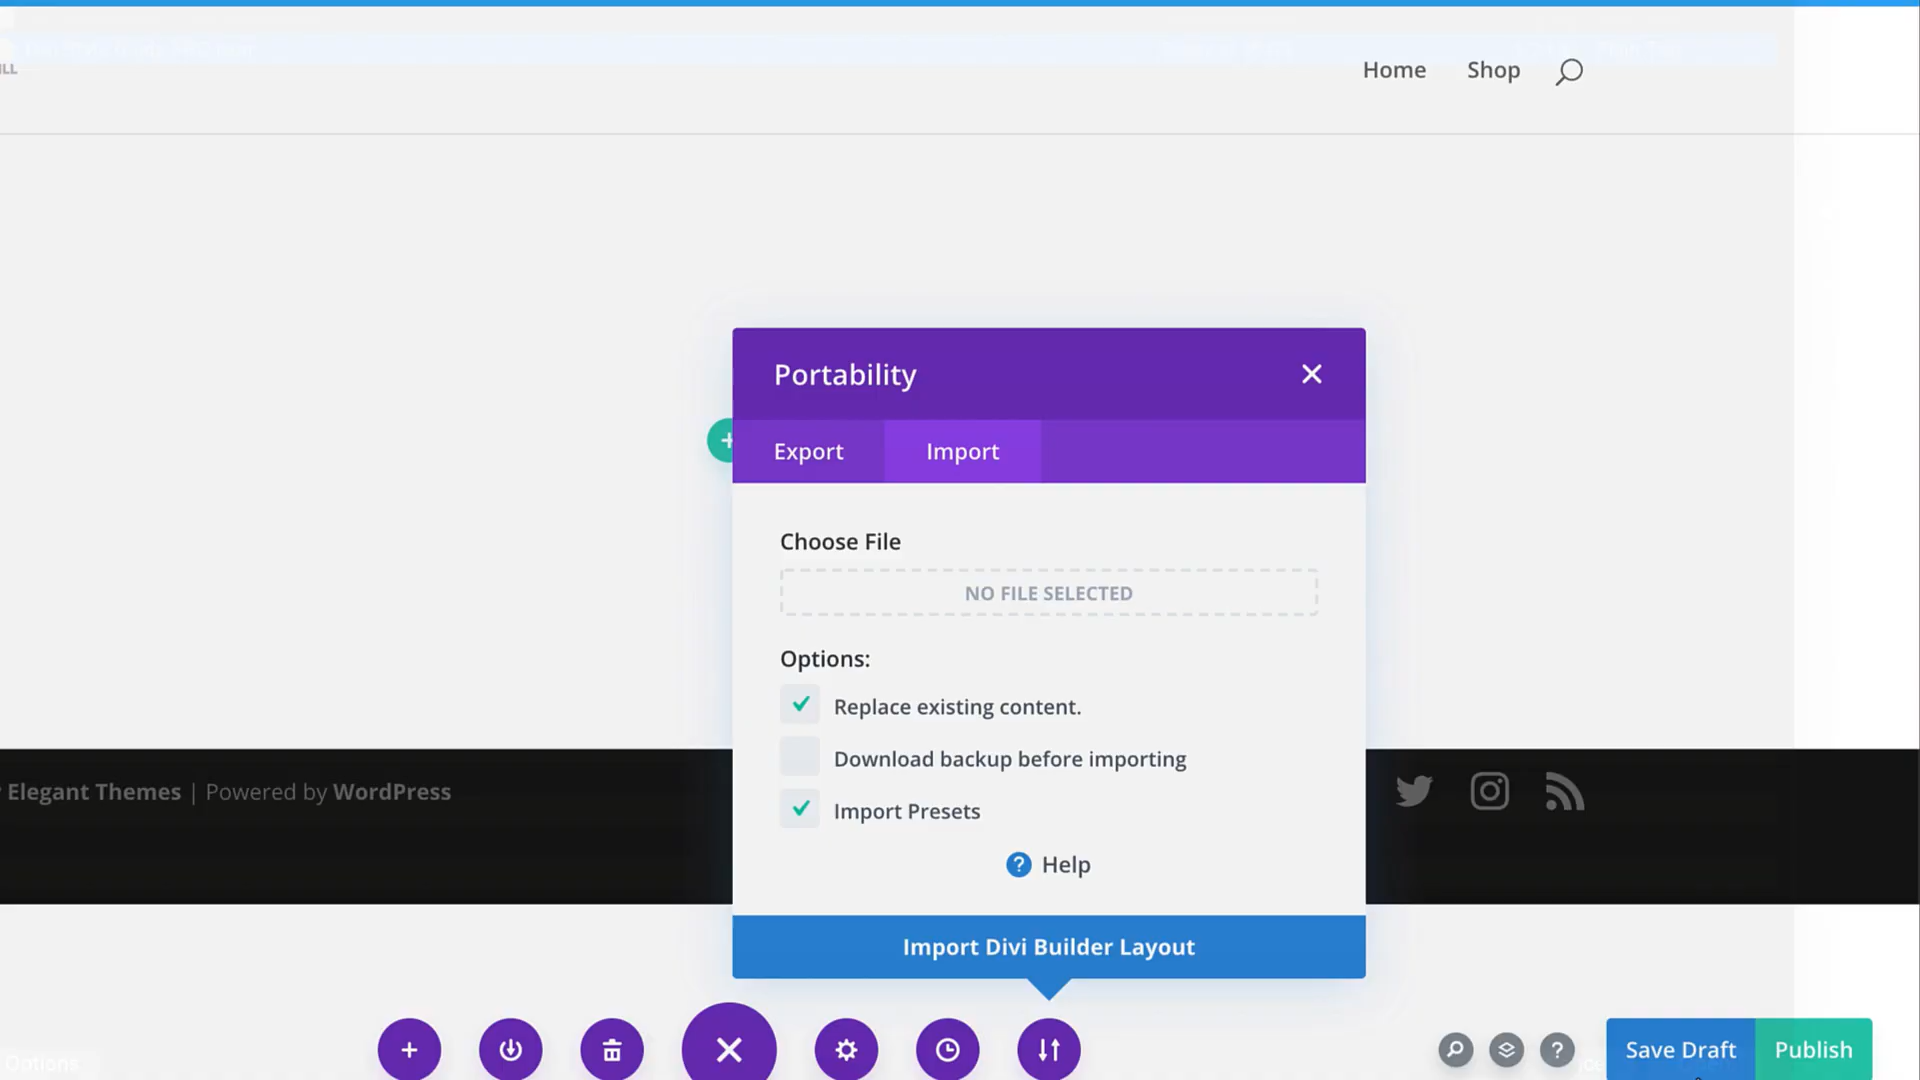 Home Shop
Portability
Export Import
Choose File
NO FILE SELECTED
Options:
Replace existing content.
Download backup before importing
Import Presets
Elegant Themes | Powered by WordPress
? Help
Import Divi Builder Layout
Options
? Save Draft Publish